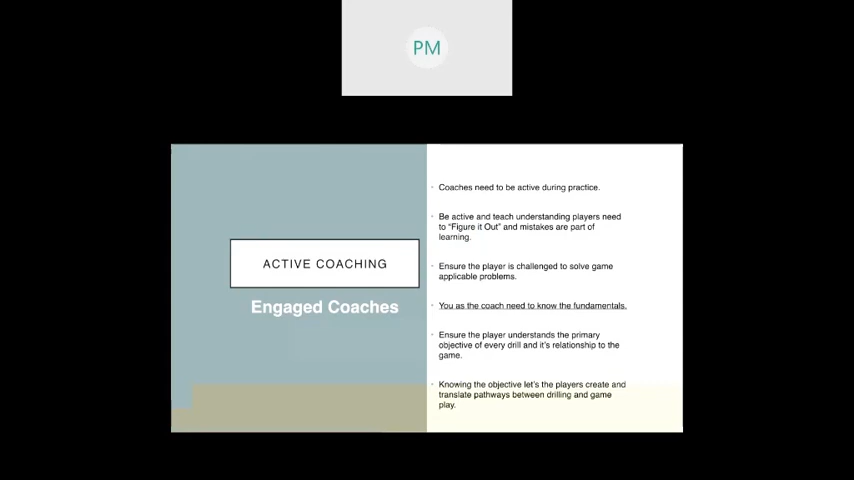 PM
ACTIVE COACHING
Engaged Coaches
Coaches need to be active during practice.
Be active and teach understanding players need
to “Figure it Out” and mistakes are part of
learning.
Ensure the player is challenged to solve game
applicable problems.
You as the coach need to know the fundamentals.
Ensure the player understands the primary
objective of every drill and it’s relationship to the
game.
Knowing the objective let’s the players create and
translate pathways between drilling and game
play.